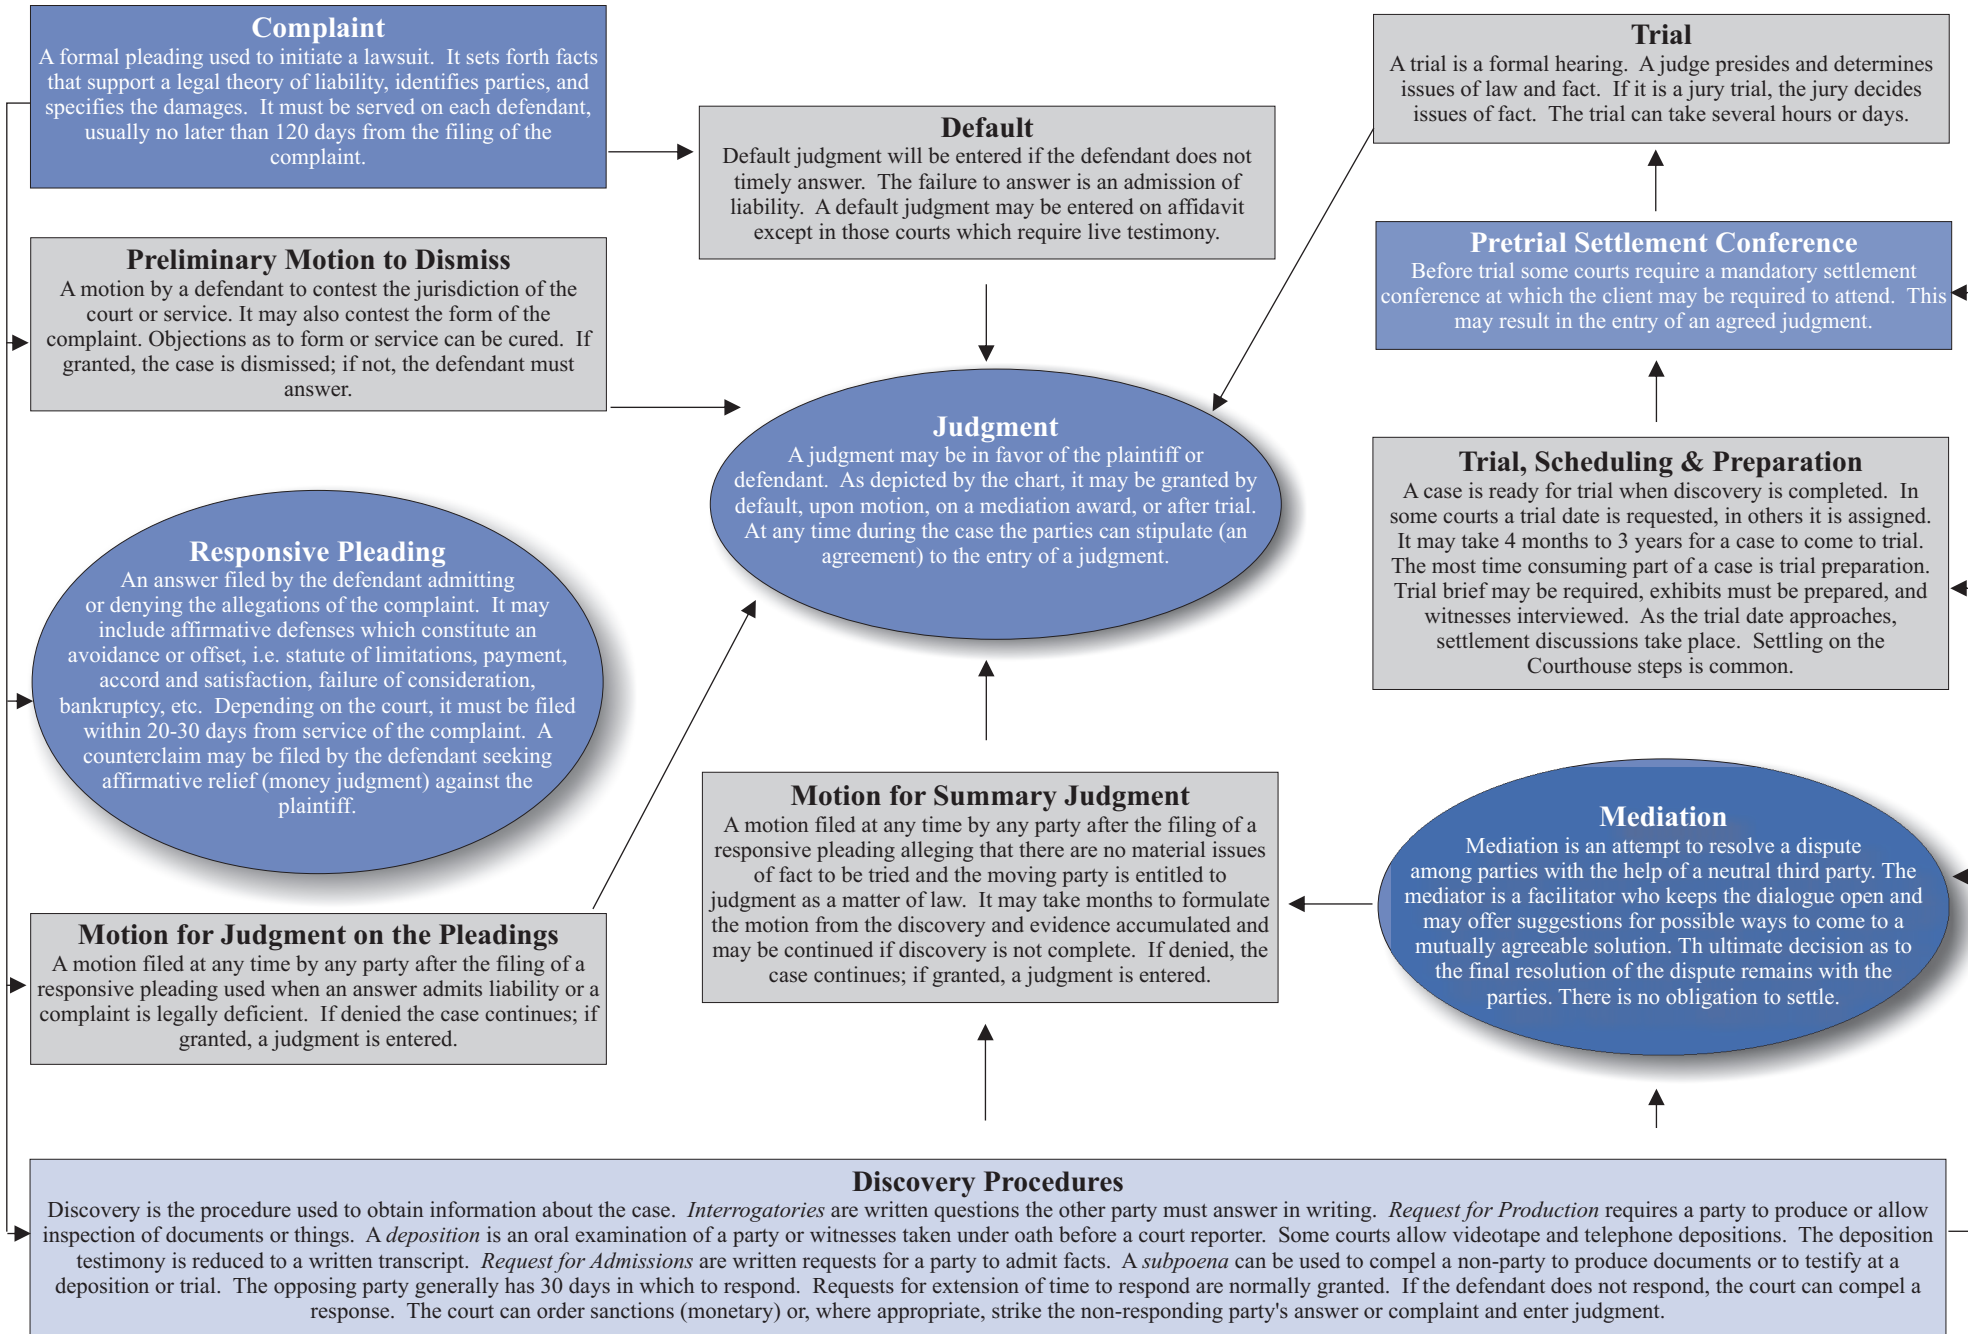 Complaint
A formal pleading used to initiate a lawsuit. It sets forth facts
that support a legal theory of liability, identifies parties, and
specifies the damages. It must be served on each defendant,
usually no later than 120 days from the filing of the
complaint.
Default
Default judgment will be entered if the defendant does not
timely answer. The failure to answer is an admission of
liability. A default judgment may be entered on affidavit
except in those courts which require live testimony.
Trial
A trial is a formal hearing. A judge presides and determines
issues of law and fact. If it is a jury trial, the jury decides
issues of fact. The trial can take several hours or days.
Preliminary Motion to Dismiss
A motion by a defendant to contest the jurisdiction of the
court or service. It may also contest the form of the
complaint. Objections as to form or service can be cured. If
granted, the case is dismissed; if not, the defendant must
answer.
Pretrial Settlement Conference
Before trial some courts require a mandatory settlement
conference at which the client may be required to attend. This
may result in the entry of an agreed judgment.
Judgment
A judgment may be in favor of the plaintiff or
defendant. As depicted by the chart, it may be granted by
default, upon motion, on a mediation award, or after trial.
At any time during the case the parties can stipulate (an
agreement) to the entry of a judgment.
Trial, Scheduling & Preparation
A case is ready for trial when discovery is completed. In
some courts a trial date is requested, in others it is assigned.
It may take 4 months to 3 years for a case to come to trial.
The most time consuming part of a case is trial preparation.
Trial brief may be required, exhibits must be prepared, and
witnesses interviewed. As the trial date approaches,
settlement discussions take place. Settling on the
Courthouse steps is common.
Responsive Pleading
An answer filed by the defendant admitting
or denying the allegations of the complaint. It may
include affirmative defenses which constitute an
avoidance or offset, i.e. statute of limitations, payment,
accord and satisfaction, failure of consideration,
bankruptcy, etc. Depending on the court, it must be filed
within 20-30 days from service of the complaint. A
counterclaim may be filed by the defendant seeking
affirmative relief (money judgment) against the
plaintiff.
Motion for Summary Judgment
A motion filed at any time by any party after the filing of a
responsive pleading alleging that there are no material issues
of fact to be tried and the moving party is entitled to
judgment as a matter of law. It may take months to formulate
the motion from the discovery and evidence accumulated and
may be continued if discovery is not complete. If denied, the
case continues; if granted, a judgment is entered.
Mediation
Mediation is an attempt to resolve a dispute
among parties with the help of a neutral third party. The
mediator is a facilitator who keeps the dialogue open and
may offer suggestions for possible ways to come to a
mutually agreeable solution. Th ultimate decision as to
the final resolution of the dispute remains with the
parties. There is no obligation to settle.
Motion for Judgment on the Pleadings
A motion filed at any time by any party after the filing of a
responsive pleading used when an answer admits liability or a
complaint is legally deficient. If denied the case continues; if
granted, a judgment is entered.
Discovery Procedures
Discovery is the procedure used to obtain information about the case. Interrogatories are written questions the other party must answer in writing. Request for Production requires a party to produce or allow
inspection of documents or things. A deposition is an oral examination of a party or witnesses taken under oath before a court reporter. Some courts allow videotape and telephone depositions. The deposition
testimony is reduced to a written transcript. Request for Admissions are written requests for a party to admit facts. A subpoena can be used to compel a non-party to produce documents or to testify at a
deposition or trial. The opposing party generally has 30 days in which to respond. Requests for extension of time to respond are normally granted. If the defendant does not respond, the court can compel a
response. The court can order sanctions (monetary) or, where appropriate, strike the non-responding party's answer or complaint and enter judgment.